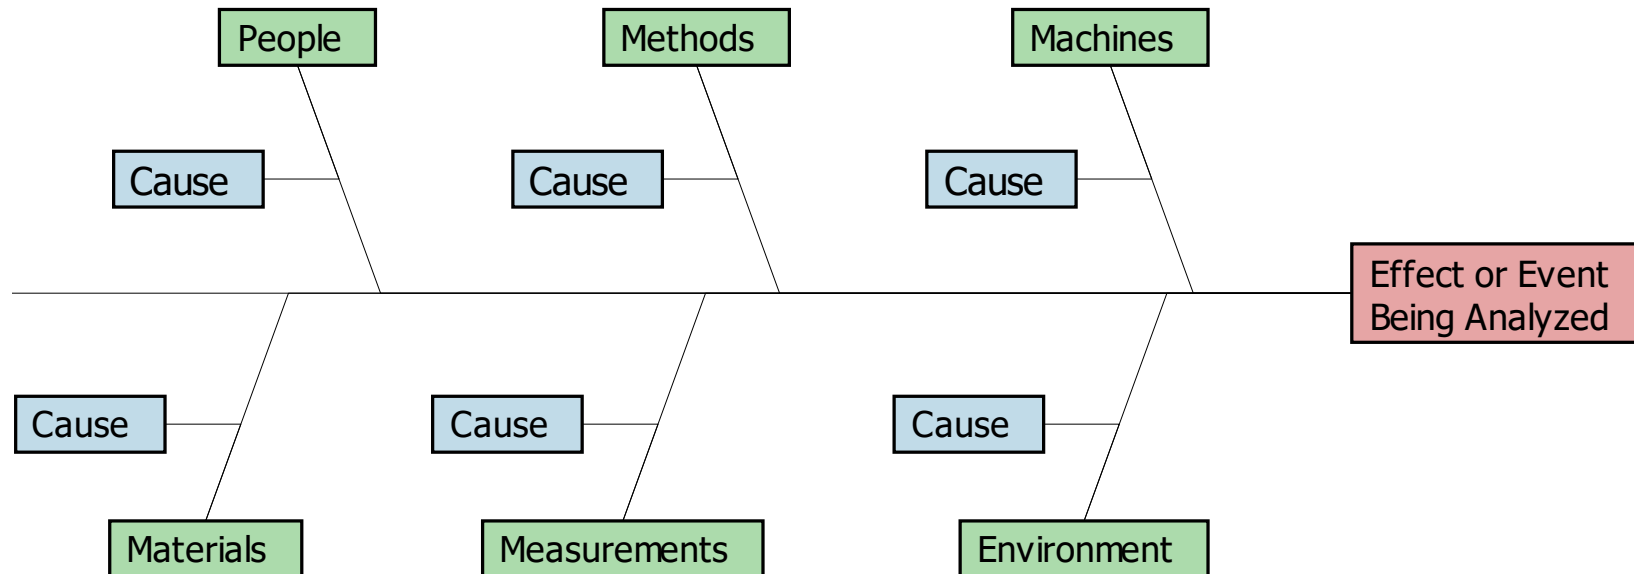 People
Methods
Machines
Cause
Cause
Cause
Effect or Event
Being Analyzed
Cause
Cause
Cause
Materials
Measurements
Environment